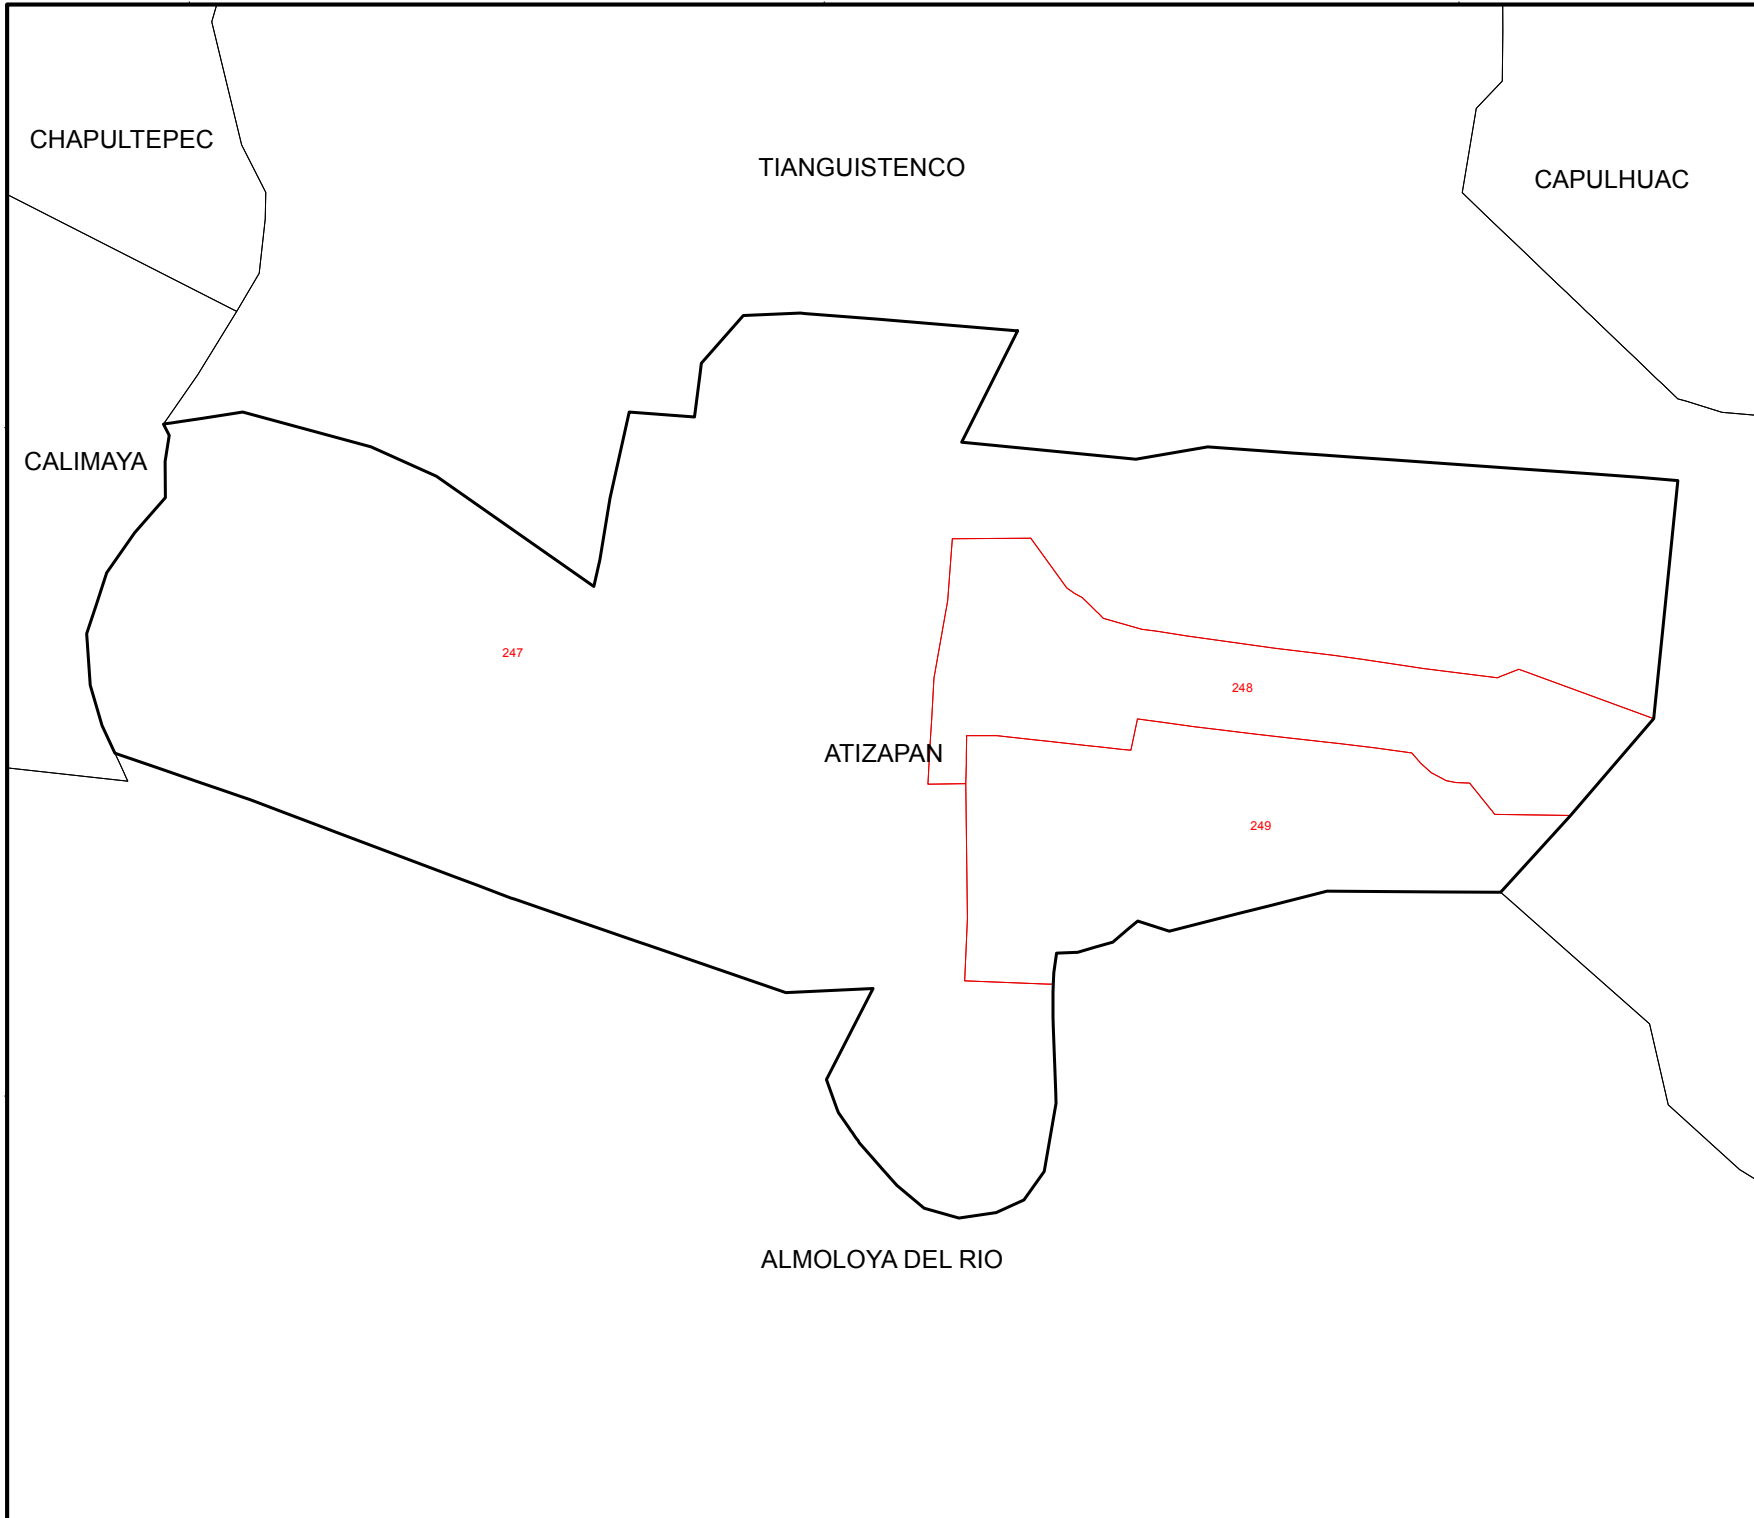 CHAPULTEPEC
TIANGUISTENCO
CAPULHUAC
CALIMAYA
247
248
ATIZAPAN
249
ALMOLOYA DEL RIO